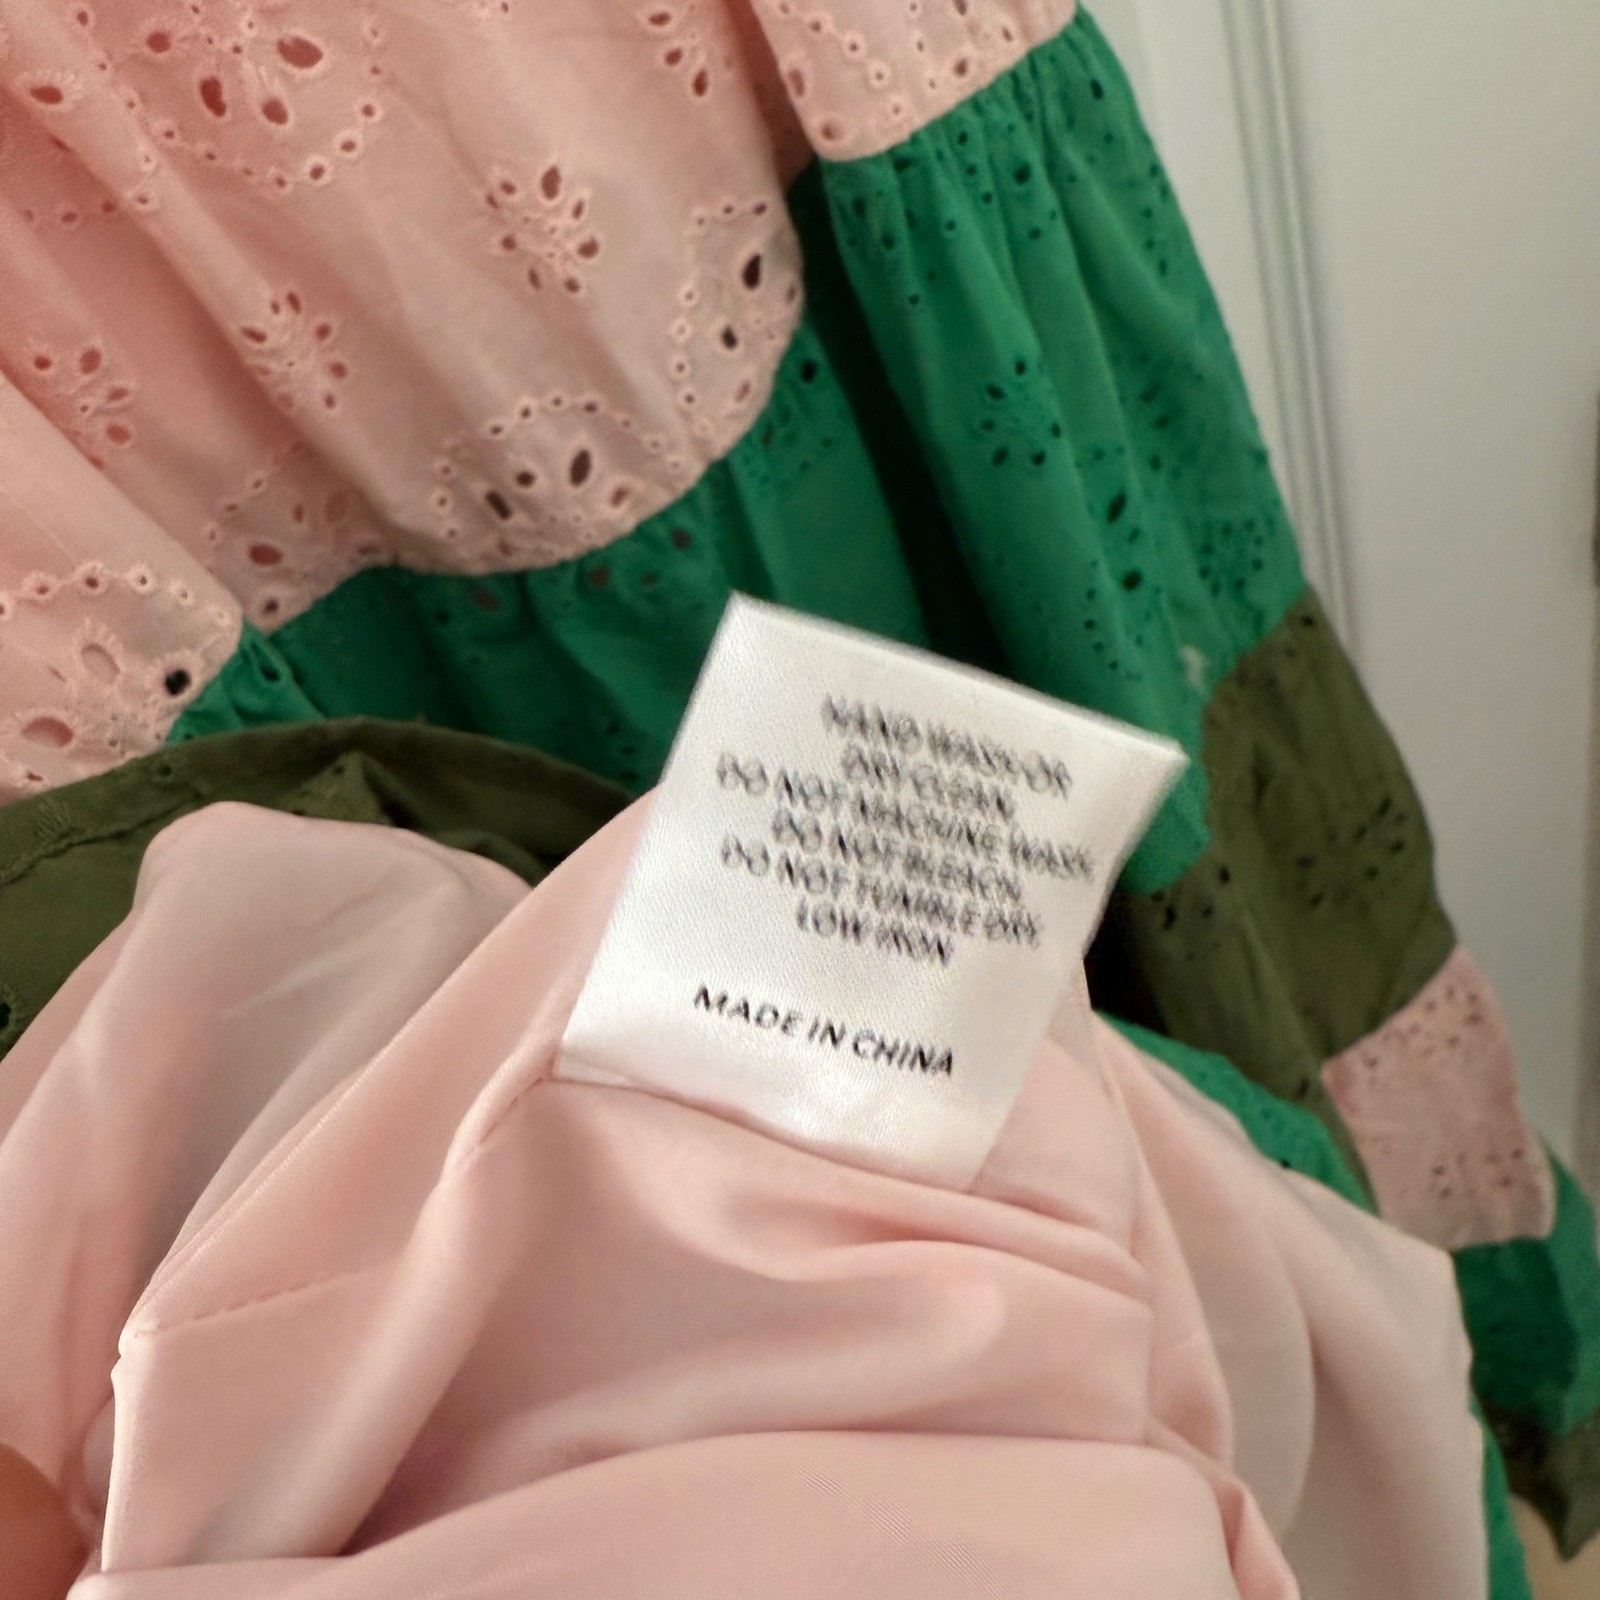 HAND WASH OR
DRY CLEAN
DO NOT MACHINE WASH
DO NOT BLEACH
DO NOT TUMBLE DRY
LOW IRON
MADE IN CHINA